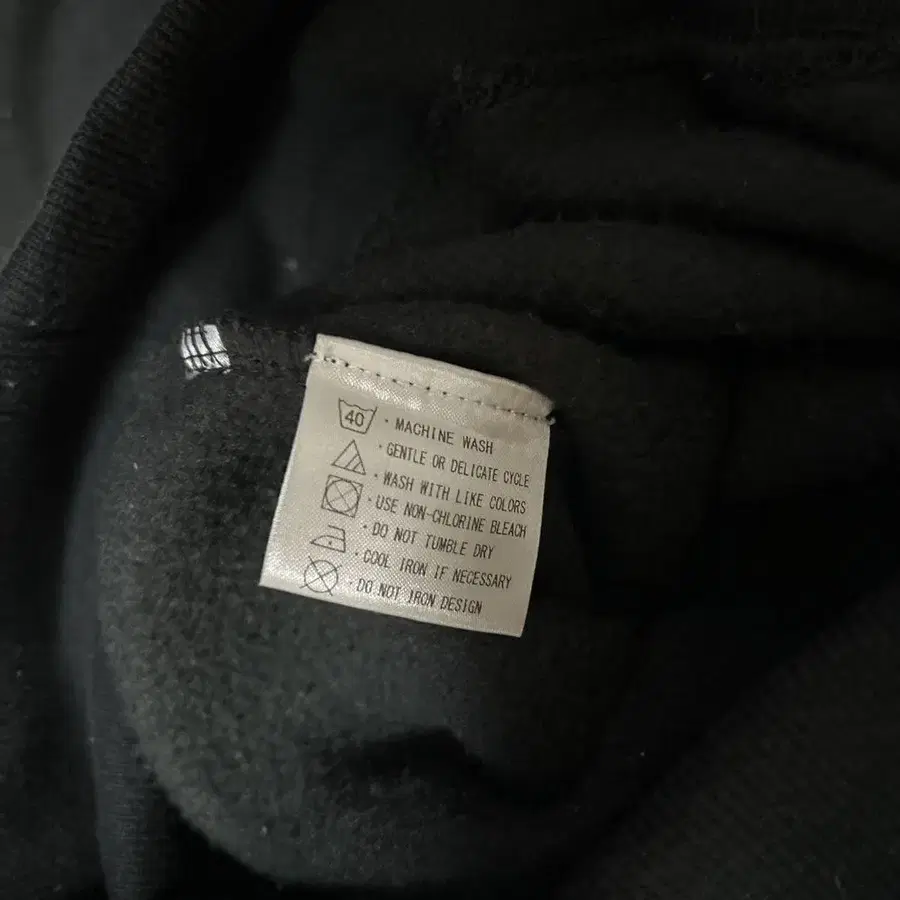 40
· MACHINE WASH
· GENTLE OR DELICATE CYCLE
· WASH WITH LIKE COLORS
· USE NON-CHLORINE BLEACH
· DO NOT TUMBLE DRY
· COOL IRON IF NECESSARY
· DO NOT IRON DESIGN